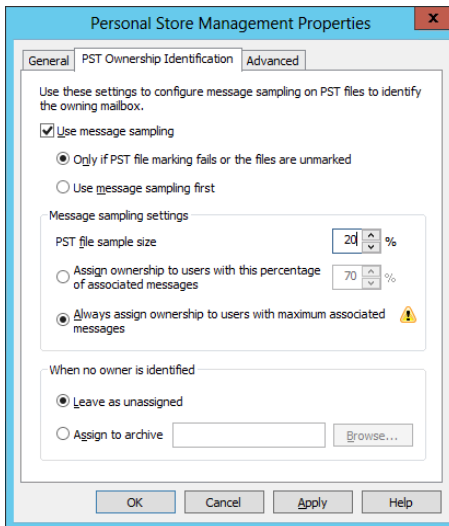 Personal Store Management Properties
x
General PST Ownership Identification Advanced
Use these settings to configure message sampling on PST files to identify
the owning mailbox.
Use message sampling
Only if PST file marking fails or the files are unmarked
Use message sampling first
Message sampling settings
PST file sample size 20 %
Assign ownership to users with this percentage 70 %
of associated messages
Always assign ownership to users with maximum associated
messages
When no owner is identified
Leave as unassigned
Assign to archive Browse...
OK Cancel Apply Help